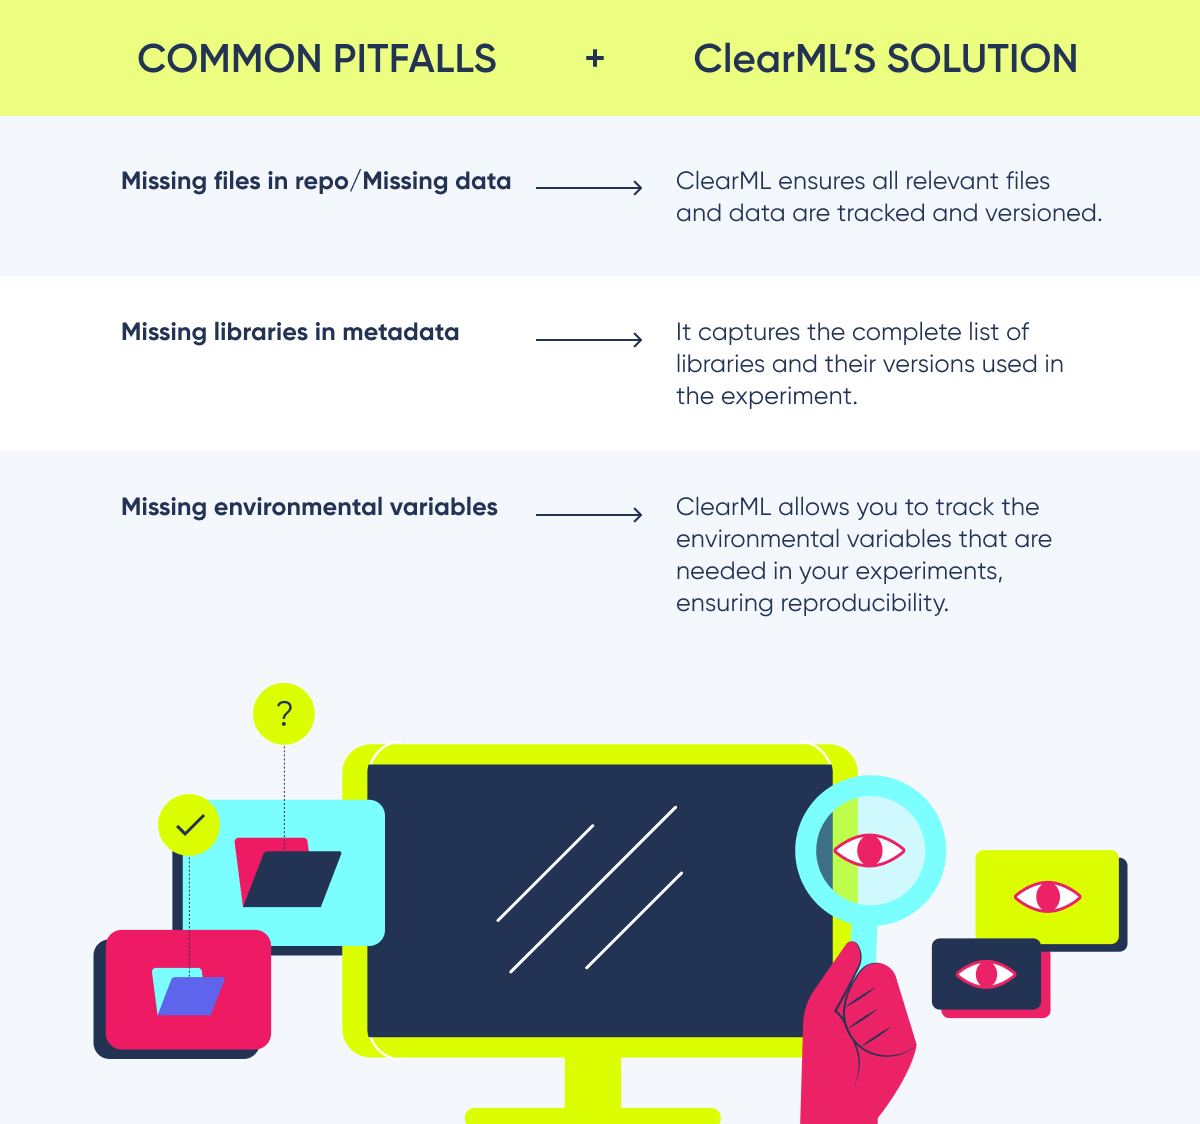 COMMON PITFALLS + ClearML’S SOLUTION
Missing files in repo/Missing data
ClearML ensures all relevant files
and data are tracked and versioned.
Missing libraries in metadata
It captures the complete list of
libraries and their versions used in
the experiment.
Missing environmental variables
ClearML allows you to track the
environmental variables that are
needed in your experiments,
ensuring reproducibility.
?